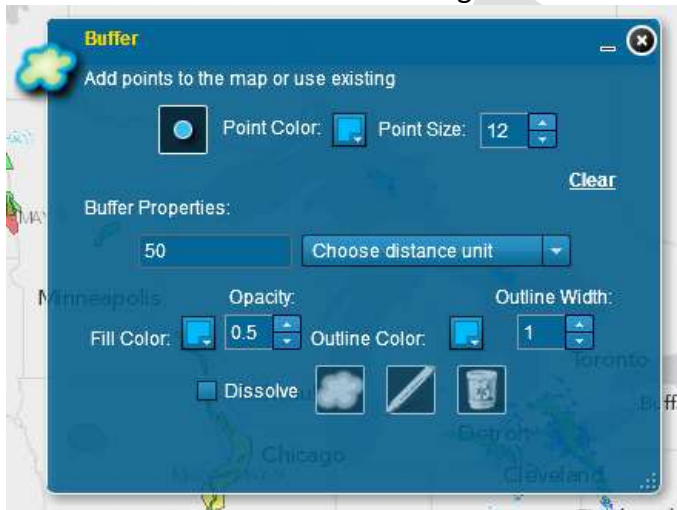 Buffer
Add points to the map or use existing
Point Color: Point Size: 12
Clear
Buffer Properties:
50 Choose distance unit
Minneapolis Opacity: Outline Width:
Fill Color: 0.5 Outline Color: 1
Toronto
Dissolve
Buff
Detroit
Chicago
Cleveland